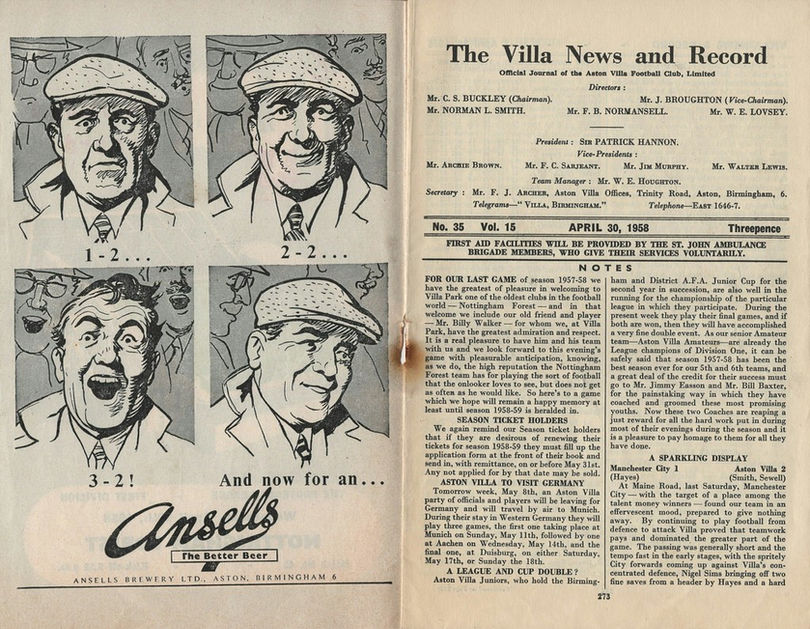 1-2...
2-2...
3-2!
And now for an...
Ansells
The Better Beer
ANSELLS BREWERY LTD., ASTON, BIRMINGHAM 6
The Villa News and Record
Official Journal of the Aston Villa Football Club, Limited
Directors :
Mr. C. S. BUCKLEY (Chairman). Mr. J. BROUGHTON (Vice-Chairman).
Mr. NORMAN L. SMITH. Mr. F. B. NORMANSELL. Mr. W. E. LOVSEY.
President : SIR PATRICK HANNON.
Vice-Presidents :
Mr. ARCHIE BROWN. Mr. F. C. SARJEANT. Mr. JIM MURPHY. Mr. WALTER LEWIS.
Team Manager : Mr. W. E. HOUGHTON.
Secretary : Mr. F. J. ARCHER, Aston Villa Offices, Trinity Road, Aston, Birmingham, 6.
Telegrams—" VILLA, BIRMINGHAM." Telephone—EAST 1646-7.
No. 35 Vol. 15 APRIL 30, 1958 Threepence
FIRST AID FACILITIES WILL BE PROVIDED BY THE ST. JOHN AMBULANCE
BRIGADE MEMBERS, WHO GIVE THEIR SERVICES VOLUNTARILY.
NOTES
FOR OUR LAST GAME of season 1957-58 we
have the greatest of pleasure in welcoming to
Villa Park one of the oldest clubs in the football
world — Nottingham Forest — and in that
welcome we include our old friend and player
— Mr. Billy Walker — for whom we, at Villa
Park, have the greatest admiration and respect.
It is a real pleasure to have him and his team
with us and we look forward to this evening's
game with pleasurable anticipation, knowing,
as we do, the high reputation the Nottingham
Forest team has for playing the sort of football
that the onlooker loves to see, but does not get
as often as he would like. So here's to a game
which we hope will remain a happy memory at
least until season 1958-59 is heralded in.
SEASON TICKET HOLDERS
We again remind our Season ticket holders
that if they are desirous of renewing their
tickets for season 1958-59 they must fill up the
application form at the front of their book and
send in, with remittance, on or before May 31st.
Any not applied for by that date may be sold.
ASTON VILLA TO VISIT GERMANY
Tomorrow week, May 8th, an Aston Villa
party of officials and players will be leaving for
Germany and will travel by air to Munich.
During their stay in Western Germany they will
play three games, the first one taking place at
Munich on Sunday, May 11th, followed by one
at Aachen on Wednesday, May 14th. and the
final one, at Duisburg, on either Saturday,
May 17th, or Sunday the 18th.
A LEAGUE AND CUP DOUBLE?
Aston Villa Juniors, who hold the Birming-
ham and District A.F.A. Junior Cup for the
second year in succession, are also well in the
running for the championship of the particular
league in which they participate. During the
present week they play their final games, and if
both are won, then they will have accomplished
a very fine double event. As our senior Amateur
team—Aston Villa Amateurs—are already the
League champions of Division One, it can be
safely said that season 1957-58 has been the
best season ever for our 5th and 6th teams, and
a great deal of the credit for their success must
go to Mr. Jimmy Easson and Mr. Bill Baxter,
for the painstaking way in which they have
coached and groomed these most promising
youths. Now these two Coaches are reaping a
just reward for all the hard work put in during
most of their evenings during the season and it
is a pleasure to pay homage to them for all they
have done.
A SPARKLING DISPLAY
Manchester City 1 Aston Villa 2
(Hayes) (Smith, Sewell)
At Maine Road, last Saturday, Manchester
City — with the target of a place among the
talent money winners — found our team in an
effervescent mood, prepared to give nothing
away. By continuing to play football from
defence to attack Villa proved that teamwork
pays and dominated the greater part of the
game. The passing was generally short and the
tempo fast in the early stages, with the spritely
City forwards coming up against Villa's con-
centrated defence, Nigel Sims bringing off two
fine saves from a header by Hayes and a hard
273